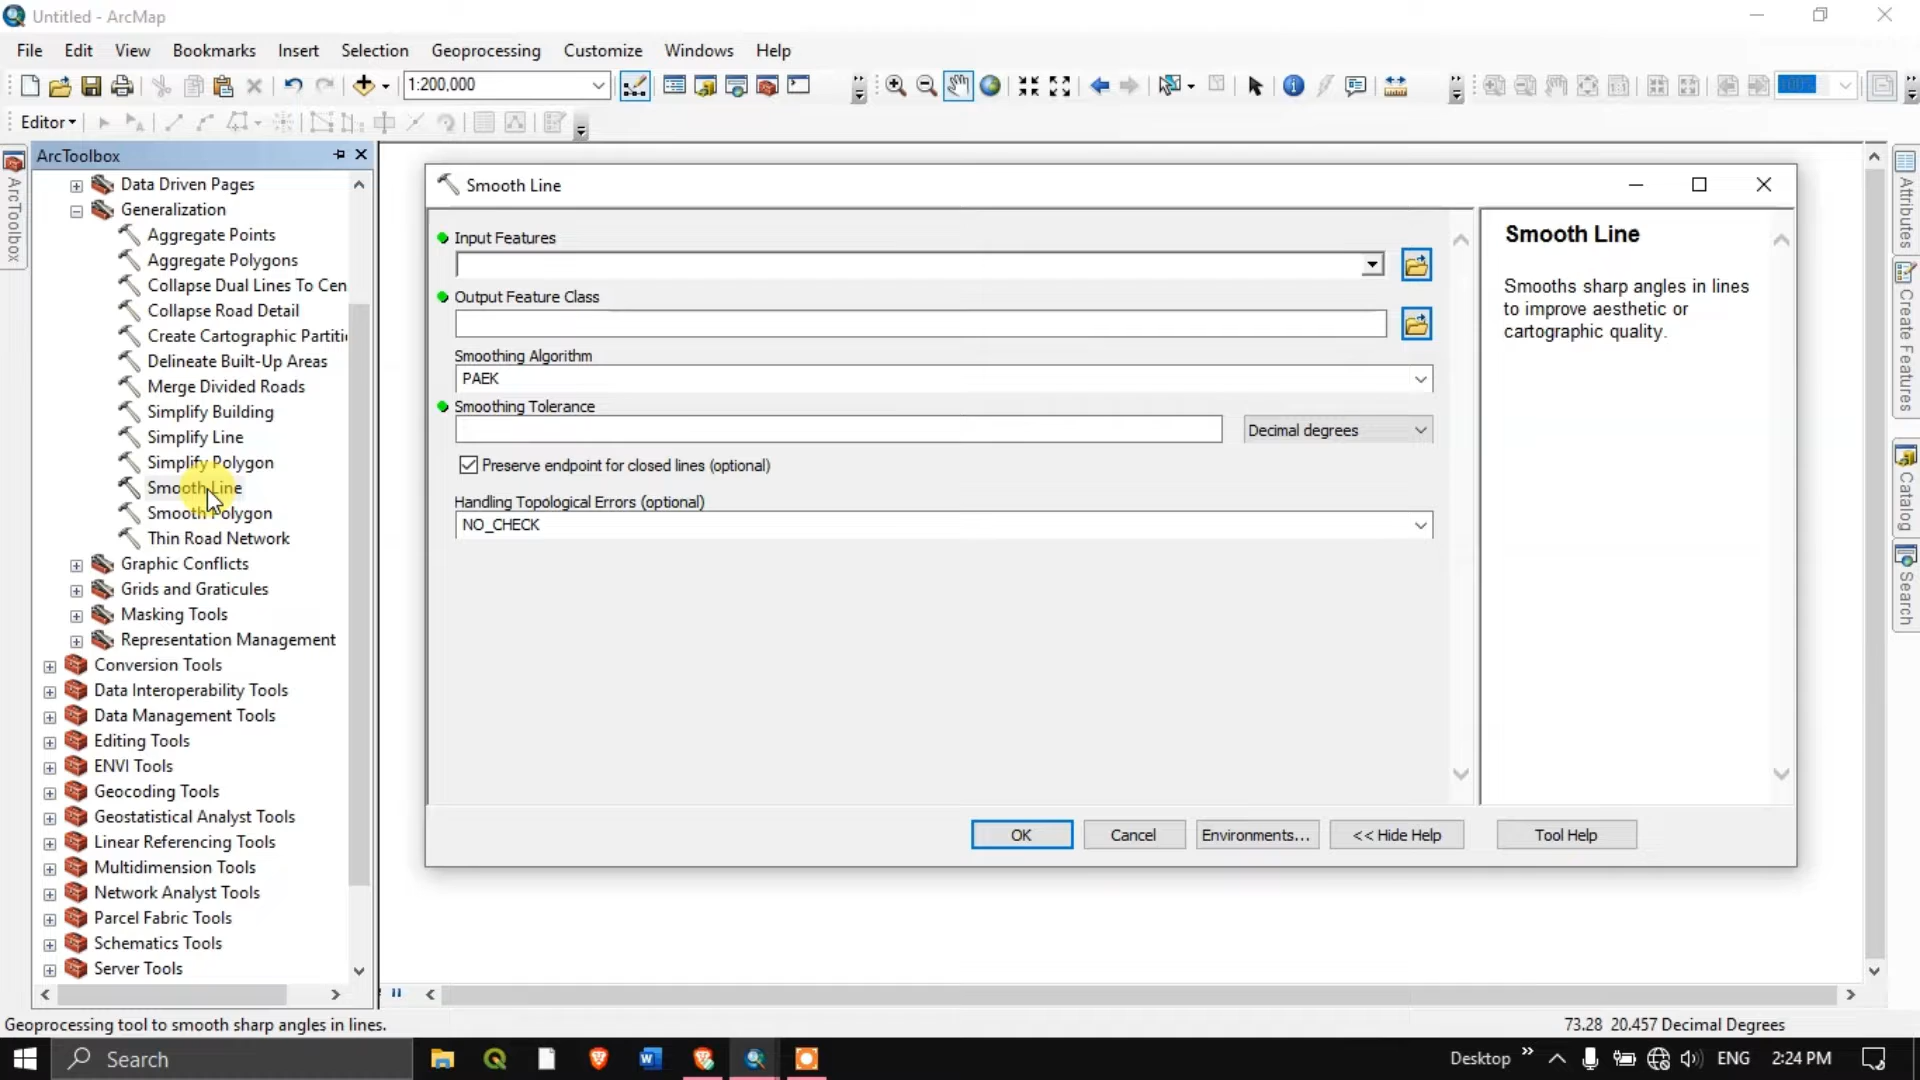 Untitled - ArcMap
File Edit View Bookmarks Insert Selection Geoprocessing Customize Windows Help
1:200,000
Editor
ArcToolbox
ArcToolbox
Data Driven Pages
Generalization
Aggregate Points
Aggregate Polygons
Collapse Dual Lines To Cen
Collapse Road Detail
Create Cartographic Partiti
Delineate Built-Up Areas
Merge Divided Roads
Simplify Building
Simplify Line
Simplify Polygon
Smooth Line
Smooth Polygon
Thin Road Network
Graphic Conflicts
Grids and Graticules
Masking Tools
Representation Management
Conversion Tools
Data Interoperability Tools
Data Management Tools
Editing Tools
ENVI Tools
Geocoding Tools
Geostatistical Analyst Tools
Linear Referencing Tools
Multidimension Tools
Network Analyst Tools
Parcel Fabric Tools
Schematics Tools
Server Tools
Smooth Line
Input Features
Output Feature Class
Smoothing Algorithm
PAEK
Smoothing Tolerance
Decimal degrees
Preserve endpoint for closed lines (optional)
Handling Topological Errors (optional)
NO_CHECK
OK Cancel Environments... << Hide Help Tool Help
Smooth Line
Smooths sharp angles in lines
to improve aesthetic or
cartographic quality.
Attributes
Create Features
Catalog
Search
Geoprocessing tool to smooth sharp angles in lines.
73.28 20.457 Decimal Degrees
Search
Desktop
ENG
2:24 PM